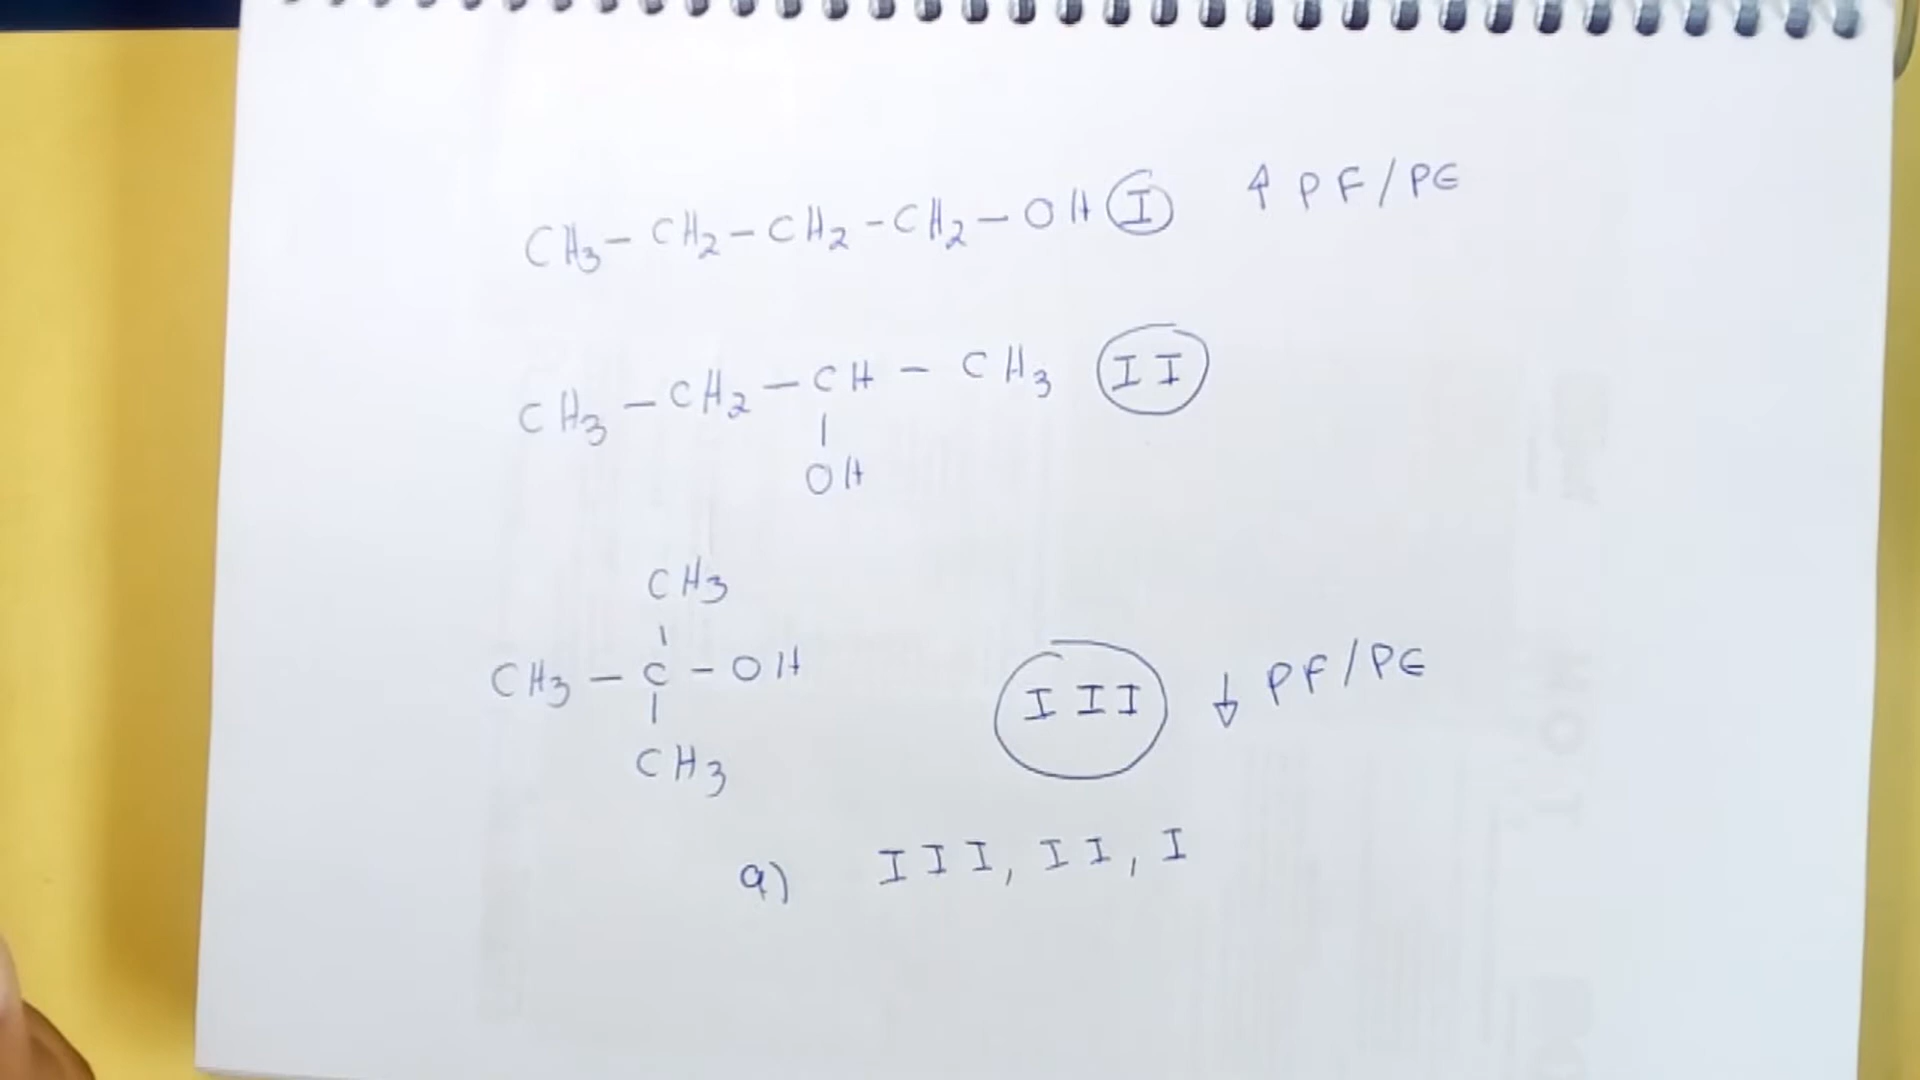 CH₃ - CH₂ - CH₂ - CH₂ - OH I ↑ PF/PE
CH₃ - CH₂ - CH - CH₃ II
|
OH
CH₃
|
CH₃ - C - OH III ↓ PF/PE
|
CH₃
a) III, II, I